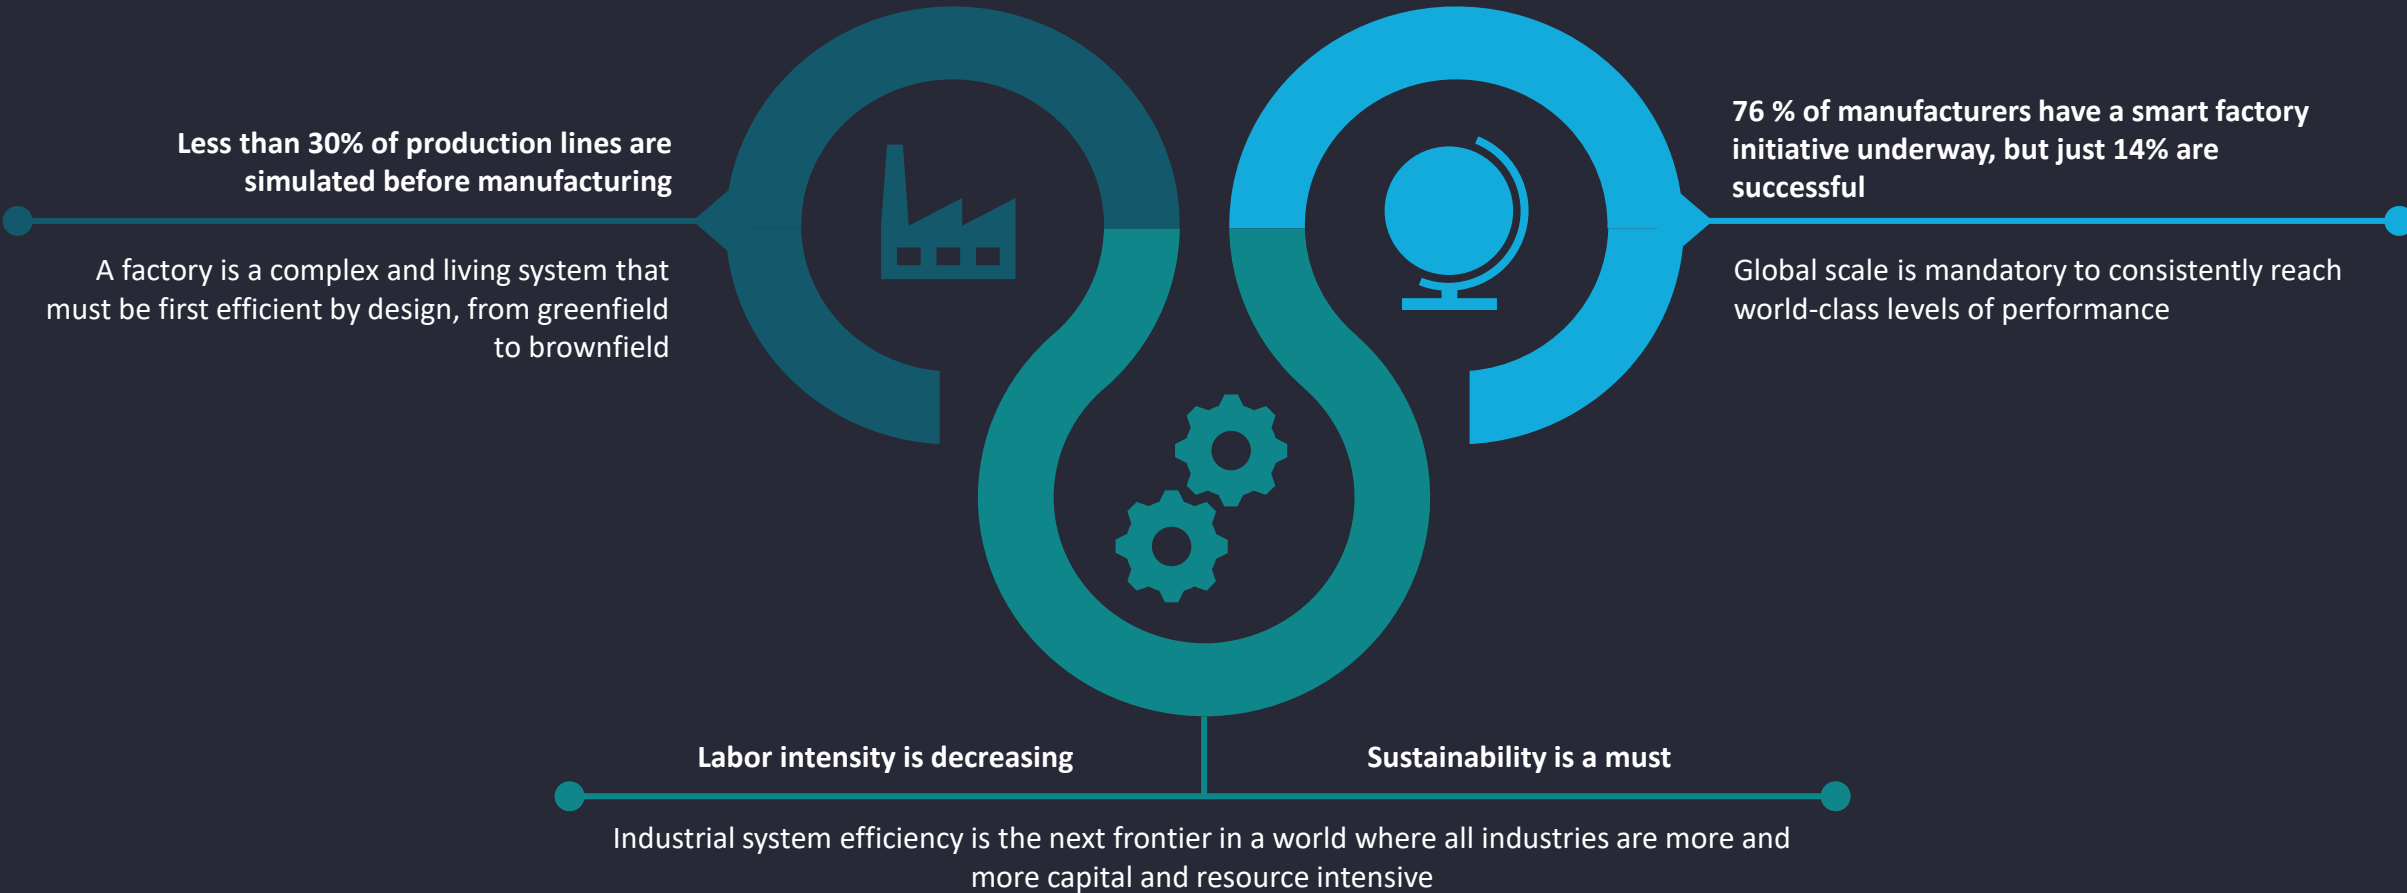 Less than 30% of production lines are
simulated before manufacturing
A factory is a complex and living system that
must be first efficient by design, from greenfield
to brownfield
76 % of manufacturers have a smart factory
initiative underway, but just 14% are
successful
Global scale is mandatory to consistently reach
world-class levels of performance
Labor intensity is decreasing
Sustainability is a must
Industrial system efficiency is the next frontier in a world where all industries are more and
more capital and resource intensive